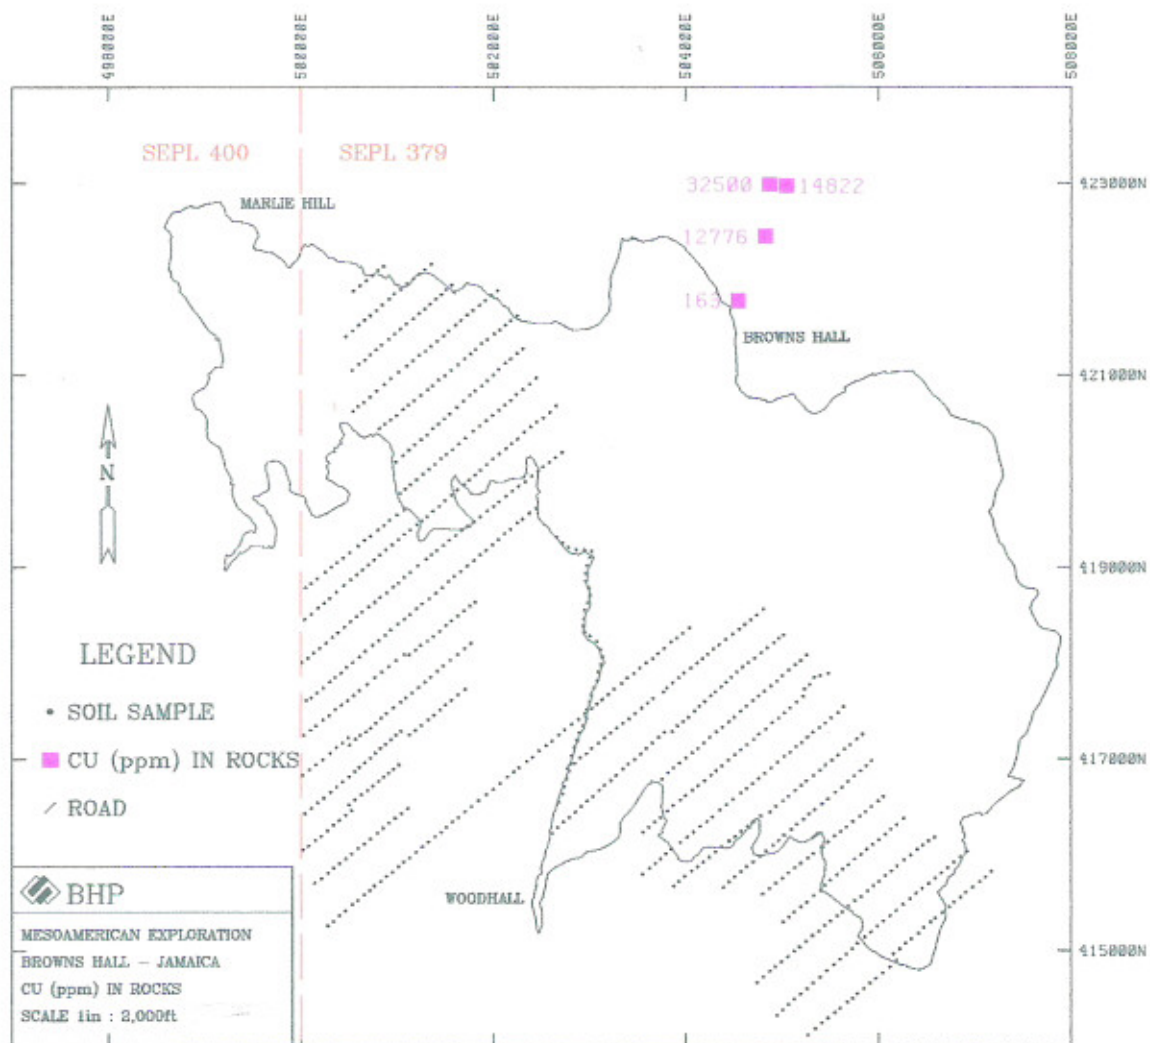 498000E
500000E
502000E
504000E
506000E
508000E
SEPL 400
SEPL 379
32500
14822
423000N
MARLIE HILL
12776
163
BROWNS HALL
421000N
N
419000N
LEGEND
• SOIL SAMPLE
CU (ppm) IN ROCKS
417000N
ROAD
BHP
WOODHALL
MESOAMERICAN EXPLORATION
BROWNS HALL - JAMAICA
415000N
CU (ppm) IN ROCKS
SCALE 1in : 2,000ft